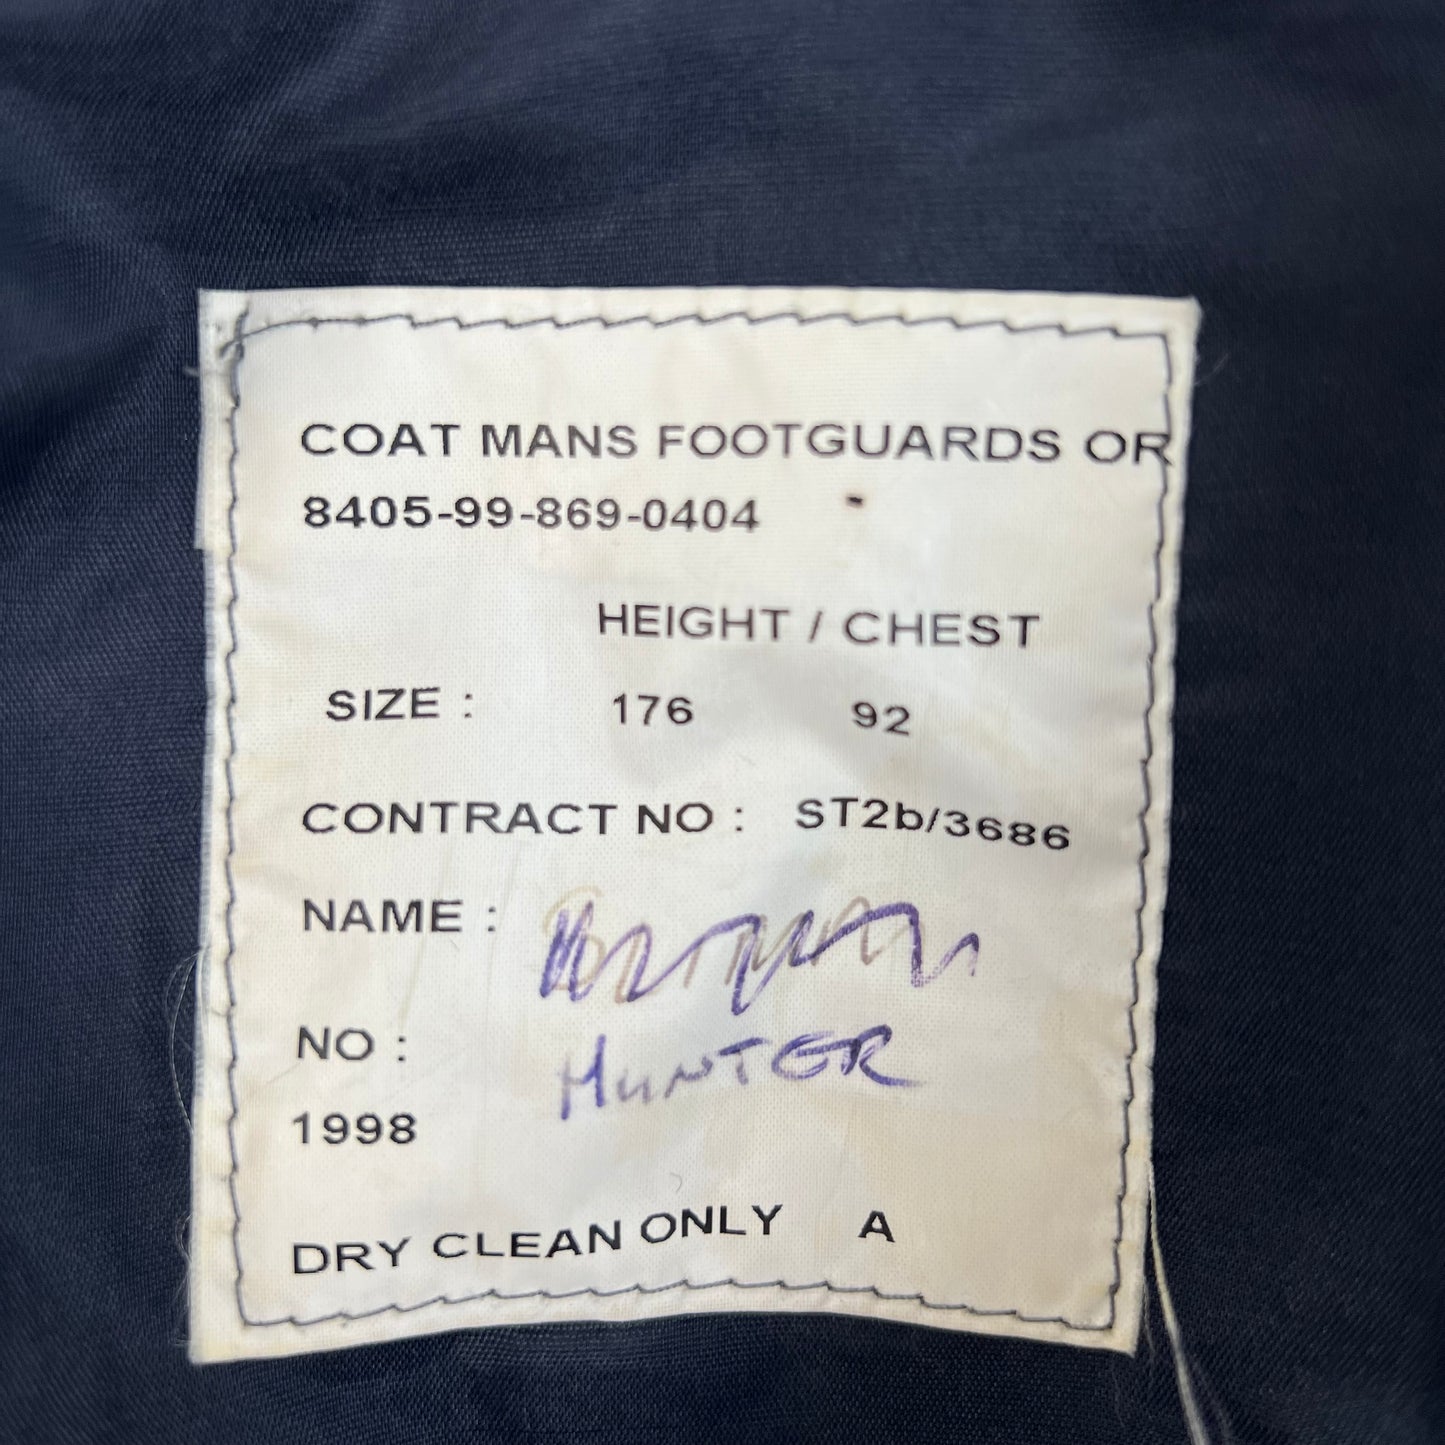 COAT MANS FOOTGUARDS OR
8405-99-869-0404
HEIGHT / CHEST
SIZE : 176 92
CONTRACT NO : ST2b/3686
NAME :
NO : HUNTER
1998
DRY CLEAN ONLY A